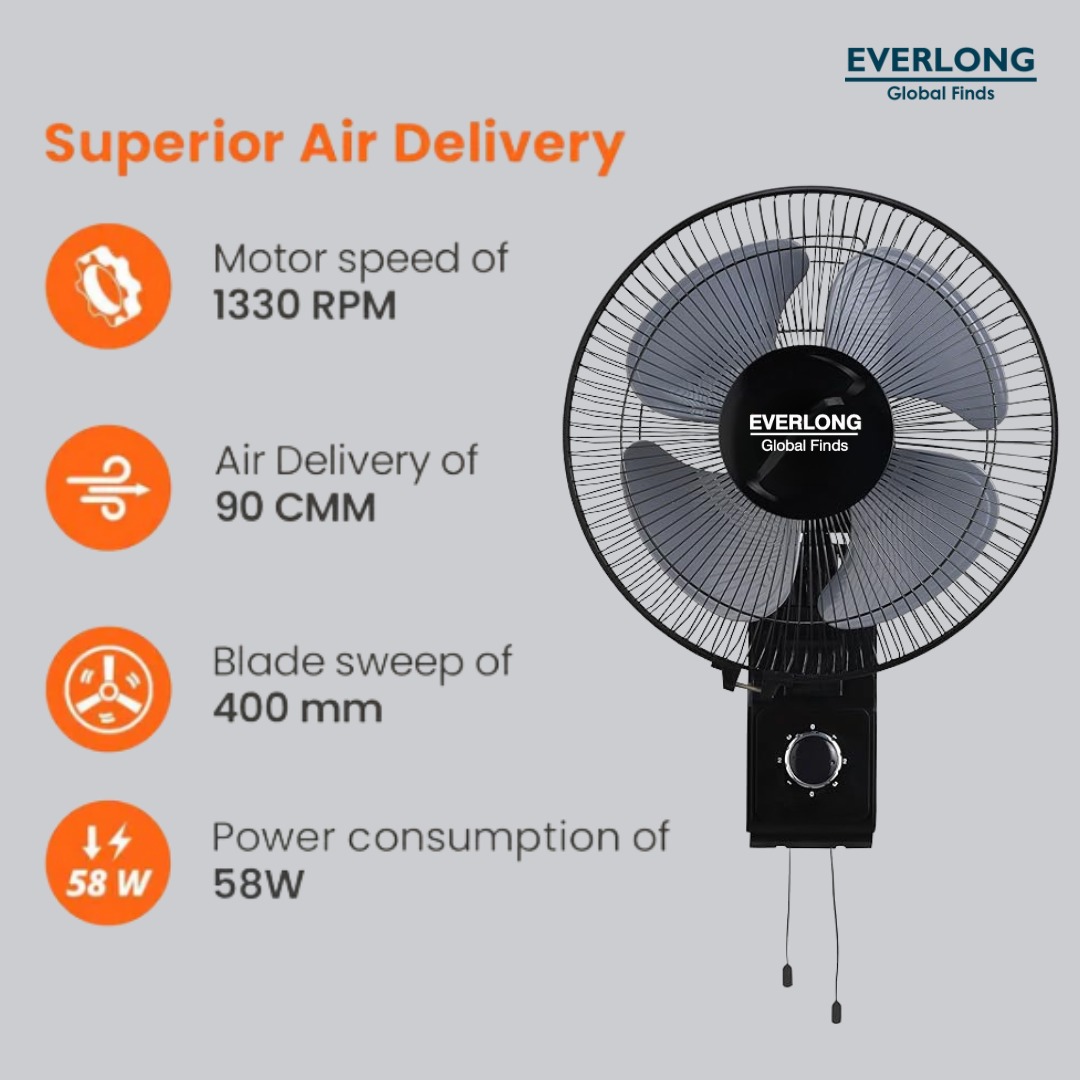 EVERLONG
Global Finds
Superior Air Delivery
Motor speed of
1330 RPM
Air Delivery of
90 CMM
EVERLONG
Global Finds
Blade sweep of
400 mm
Power consumption of
58W
58 W